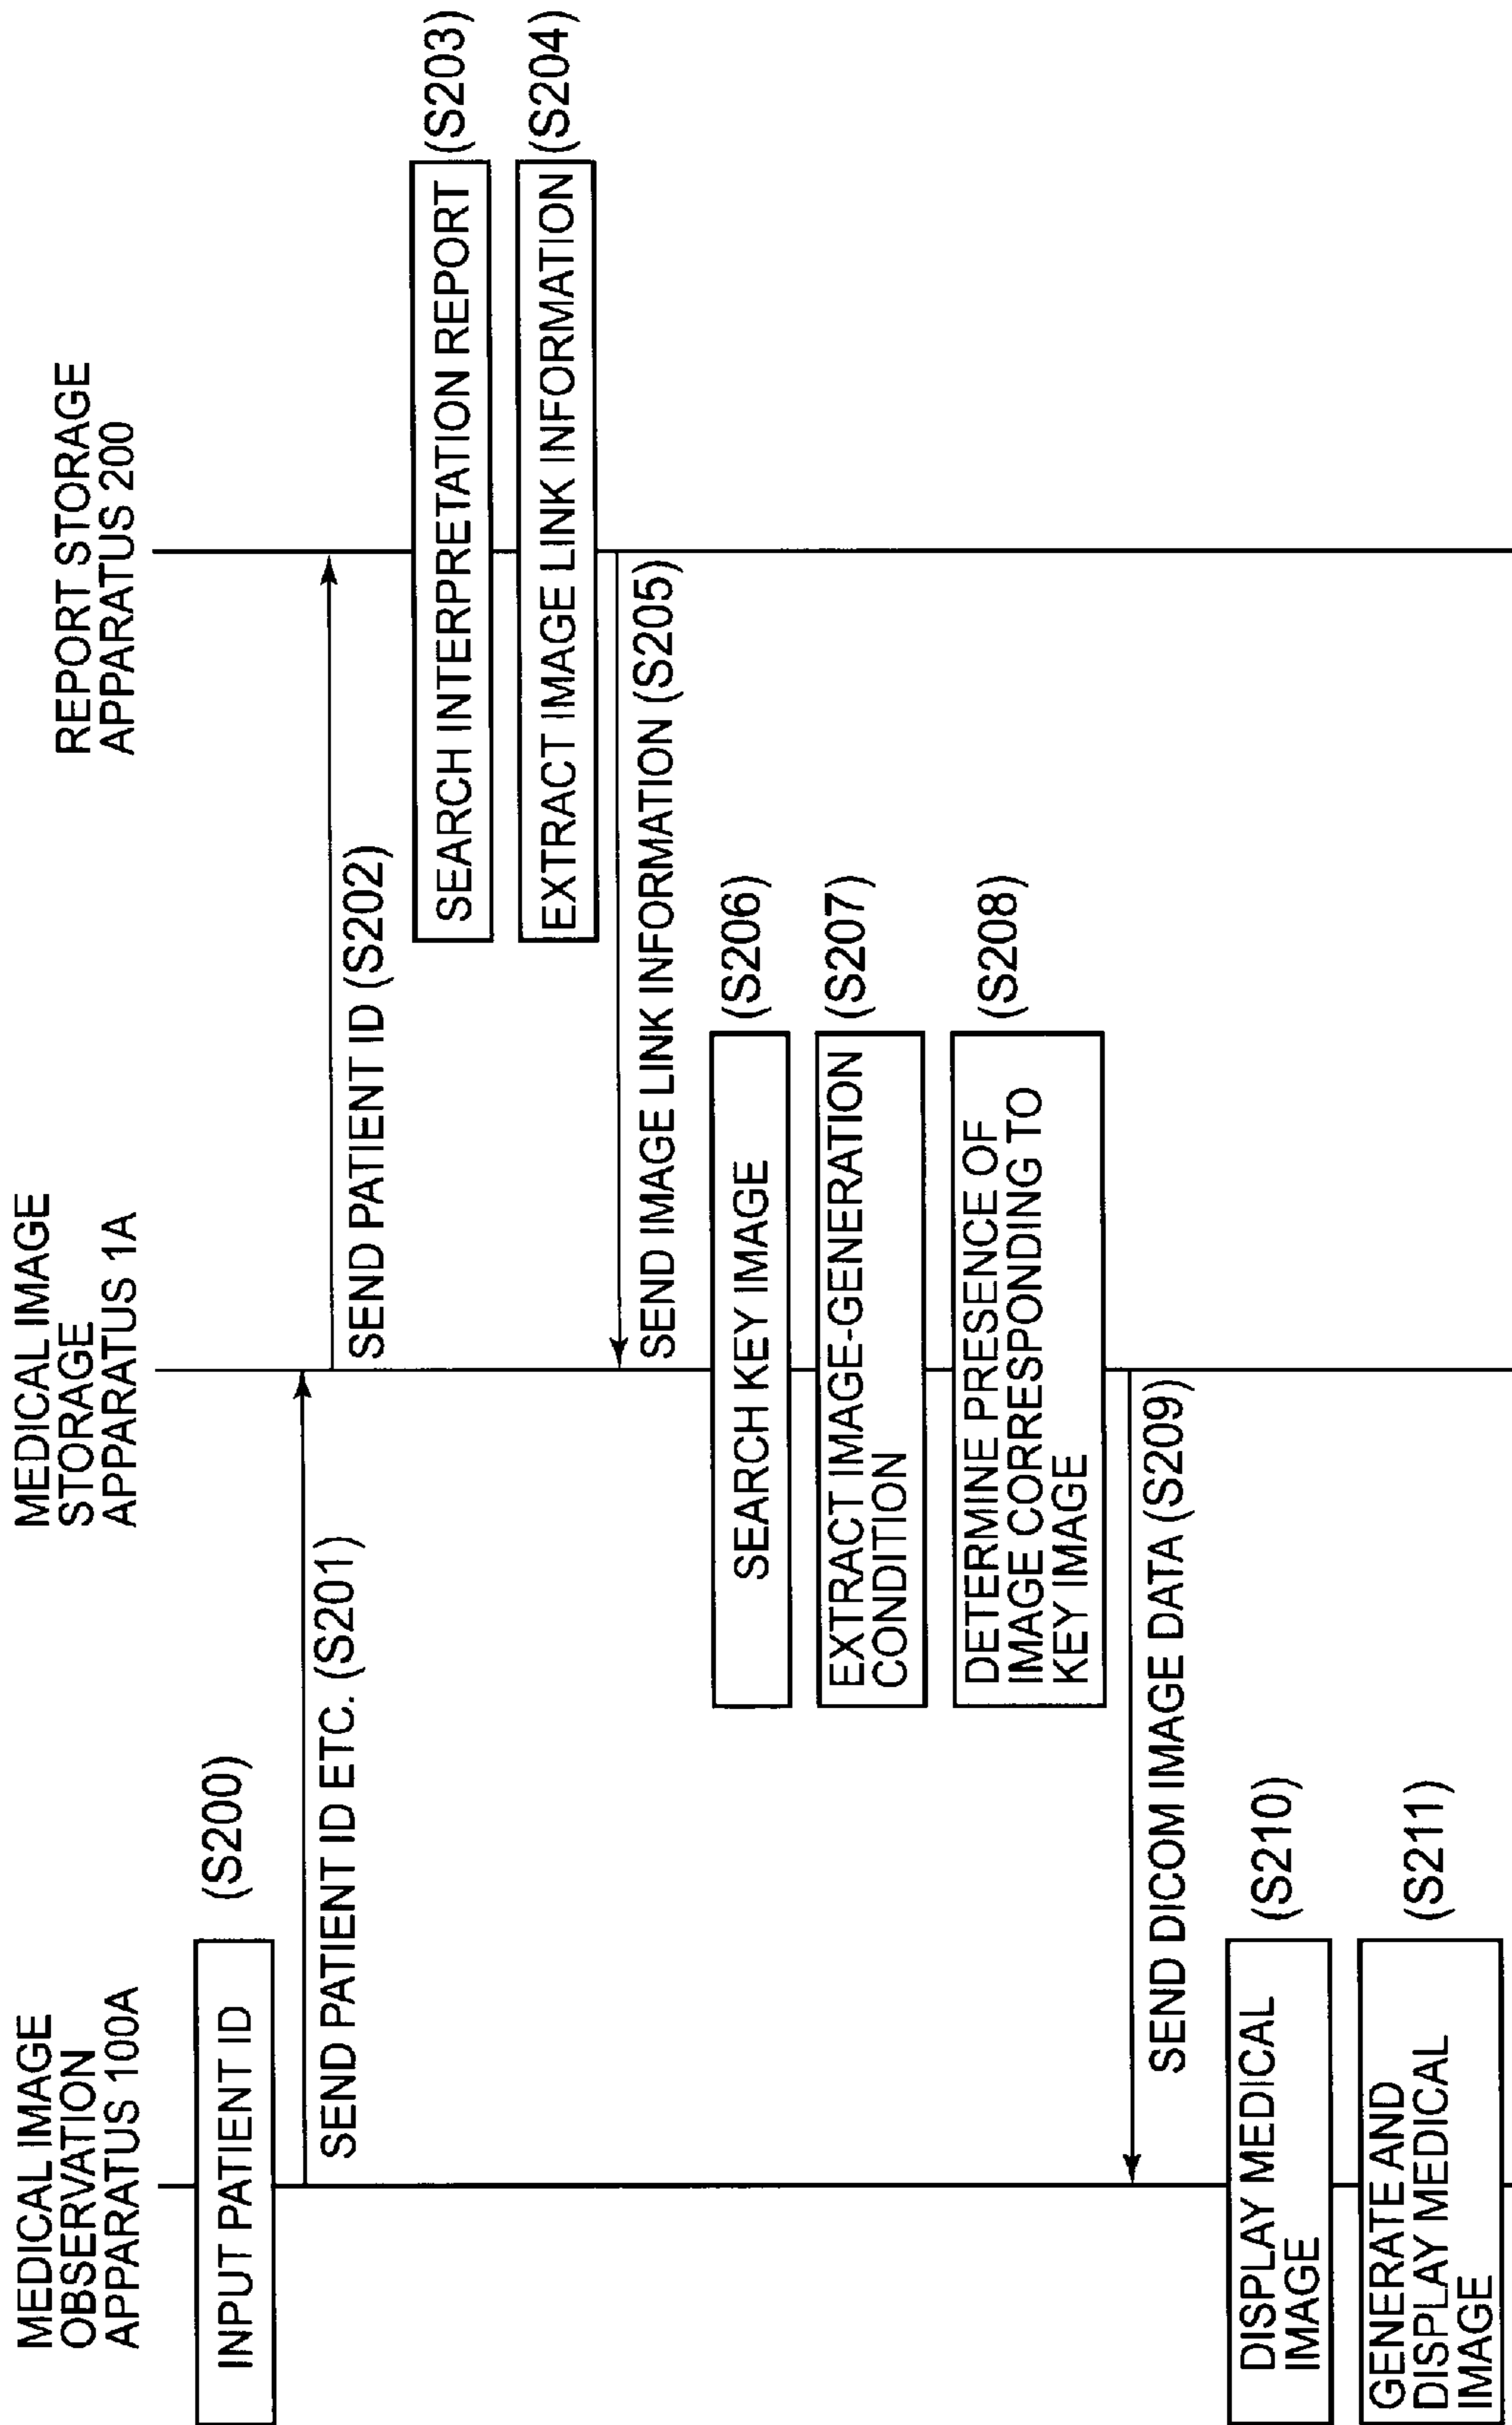 MEDICAL IMAGE
OBSERVATION
APPARATUS 100A
MEDICAL IMAGE
STORAGE
APPARATUS 1A
REPORT STORAGE
APPARATUS 200
INPUT PATIENT ID
(S200)
SEND PATIENT ID ETC. (S201)
SEND PATIENT ID (S202)
SEARCH INTERPRETATION REPORT
(S203)
EXTRACT IMAGE LINK INFORMATION
(S204)
SEND IMAGE LINK INFORMATION (S205)
SEARCH KEY IMAGE
(S206)
EXTRACT IMAGE-GENERATION
CONDITION
(S207)
DETERMINE PRESENCE OF
IMAGE CORRESPONDING TO
KEY IMAGE
(S208)
SEND DICOM IMAGE DATA (S209)
DISPLAY MEDICAL
IMAGE
(S210)
GENERATE AND
DISPLAY MEDICAL
IMAGE
(S211)